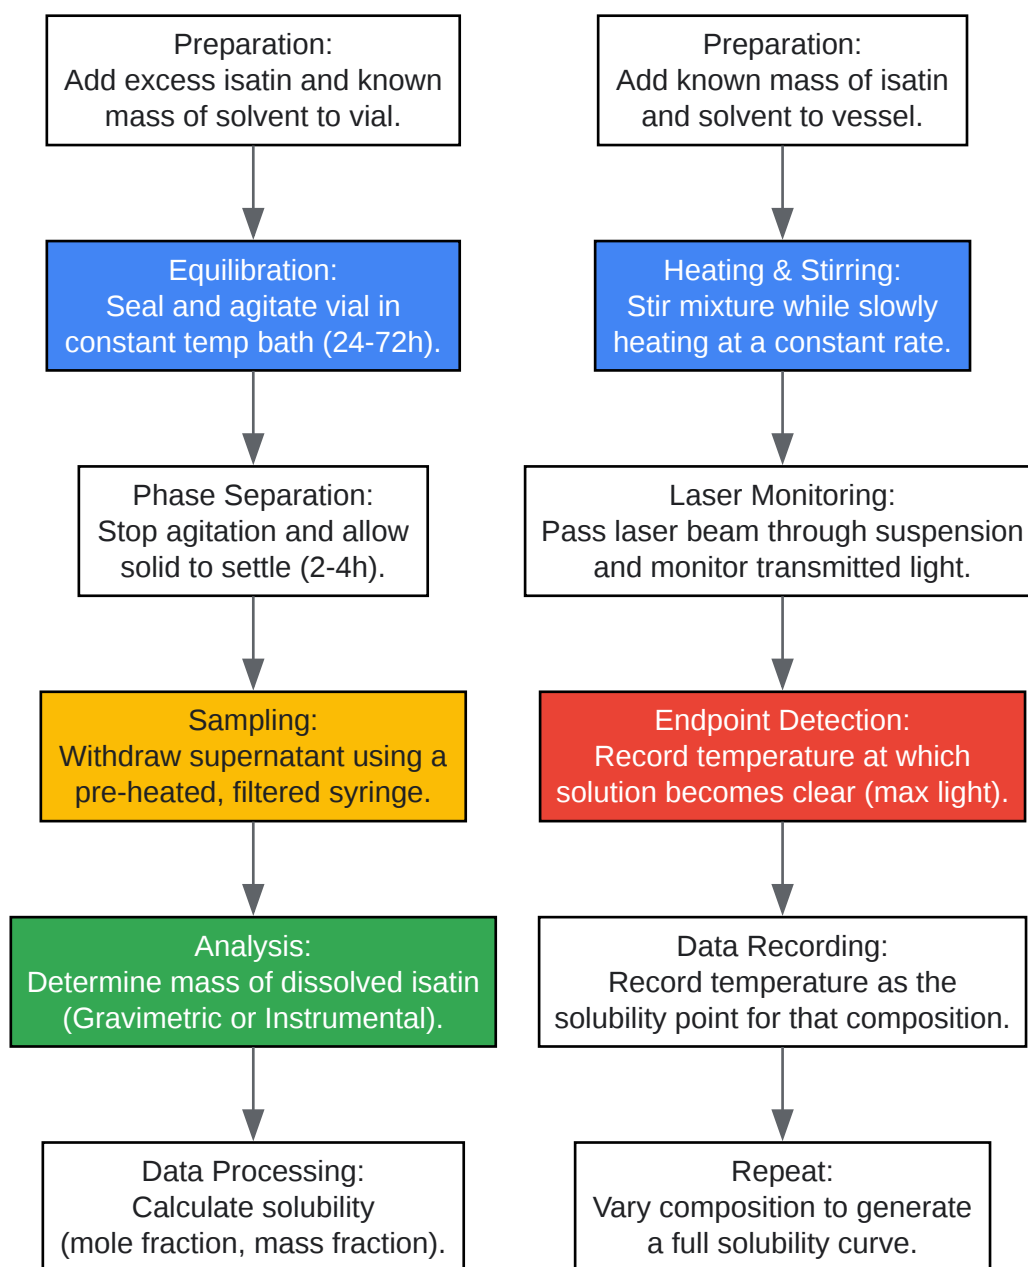 Preparation:
Add excess isatin and known
mass of solvent to vial.
Equilibration:
Seal and agitate vial in
constant temp bath (24-72h).
Phase Separation:
Stop agitation and allow
solid to settle (2-4h).
Sampling:
Withdraw supernatant using a
pre-heated, filtered syringe.
Analysis:
Determine mass of dissolved isatin
(Gravimetric or Instrumental).
Data Processing:
Calculate solubility
(mole fraction, mass fraction).
Preparation:
Add known mass of isatin
and solvent to vessel.
Heating & Stirring:
Stir mixture while slowly
heating at a constant rate.
Laser Monitoring:
Pass laser beam through suspension
and monitor transmitted light.
Endpoint Detection:
Record temperature at which
solution becomes clear (max light).
Data Recording:
Record temperature as the
solubility point for that composition.
Repeat:
Vary composition to generate
a full solubility curve.